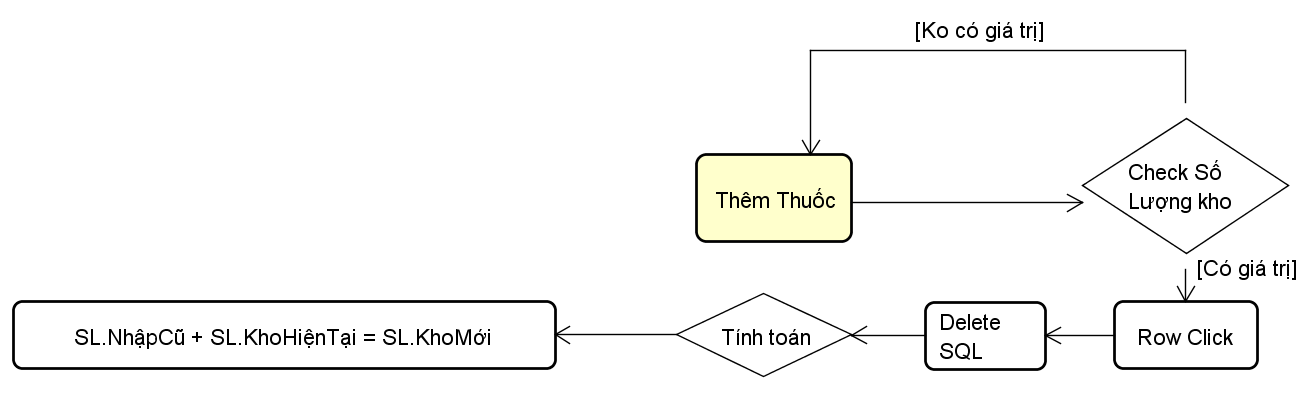 [Ko có giá trị]
Check Số
Lượng kho
Thêm Thuốc
[Có giá trị]
SL.NhậpCũ + SL.KhoHiệnTại = SL.KhoMới
Tính toán
Delete
SQL
Row Click